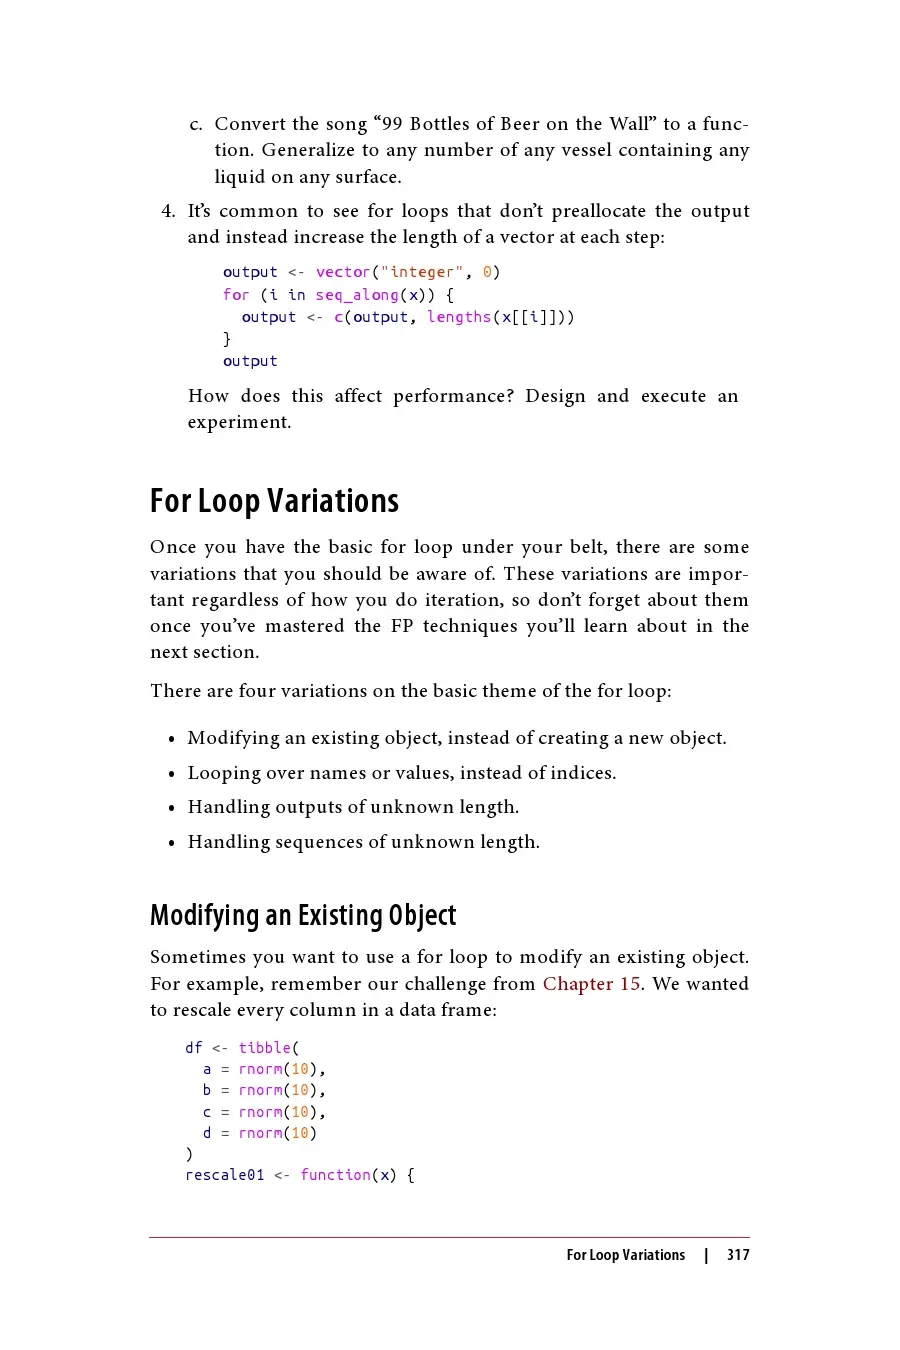 c. Convert the song “99 Bottles of Beer on the Wall” to a func-
tion. Generalize to any number of any vessel containing any
liquid on any surface.
4. It’s common to see for loops that don’t preallocate the output
and instead increase the length of a vector at each step:
output <- vector("integer", 0)
for (i in seq_along(x)) {
  output <- c(output, lengths(x[[i]]))
}
output
How does this affect performance? Design and execute an
experiment.
For Loop Variations
Once you have the basic for loop under your belt, there are some
variations that you should be aware of. These variations are impor-
tant regardless of how you do iteration, so don’t forget about them
once you’ve mastered the FP techniques you’ll learn about in the
next section.
There are four variations on the basic theme of the for loop:
• Modifying an existing object, instead of creating a new object.
• Looping over names or values, instead of indices.
• Handling outputs of unknown length.
• Handling sequences of unknown length.
Modifying an Existing Object
Sometimes you want to use a for loop to modify an existing object.
For example, remember our challenge from Chapter 15. We wanted
to rescale every column in a data frame:
df <- tibble(
  a = rnorm(10),
  b = rnorm(10),
  c = rnorm(10),
  d = rnorm(10)
)
rescale01 <- function(x) {
For Loop Variations | 317